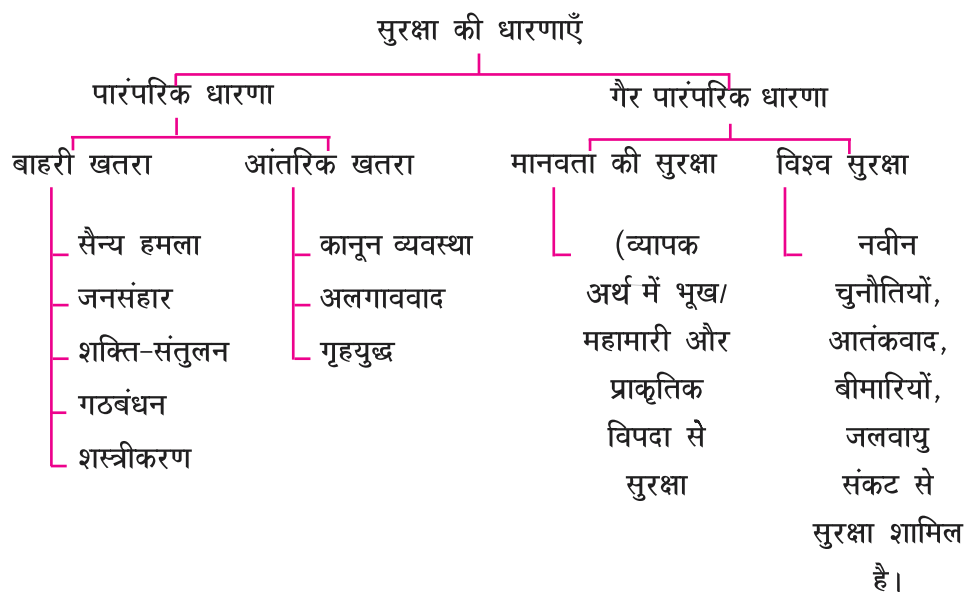 सुरक्षा की धारणाएँ
पारंपरिक धारणा
गैर पारंपरिक धारणा
बाहरी खतरा
आंतरिक खतरा
मानवता की सुरक्षा
विश्व सुरक्षा
सैन्य हमला
जनसंहार
शक्ति-संतुलन
गठबंधन
शस्त्रीकरण
कानून व्यवस्था
अलगाववाद
गृहयुद्ध
(व्यापक
अर्थ में भूख/
महामारी और
प्राकृतिक
विपदा से
सुरक्षा
नवीन
चुनौतियों,
आतंकवाद,
बीमारियों,
जलवायु
संकट से
सुरक्षा शामिल
है।